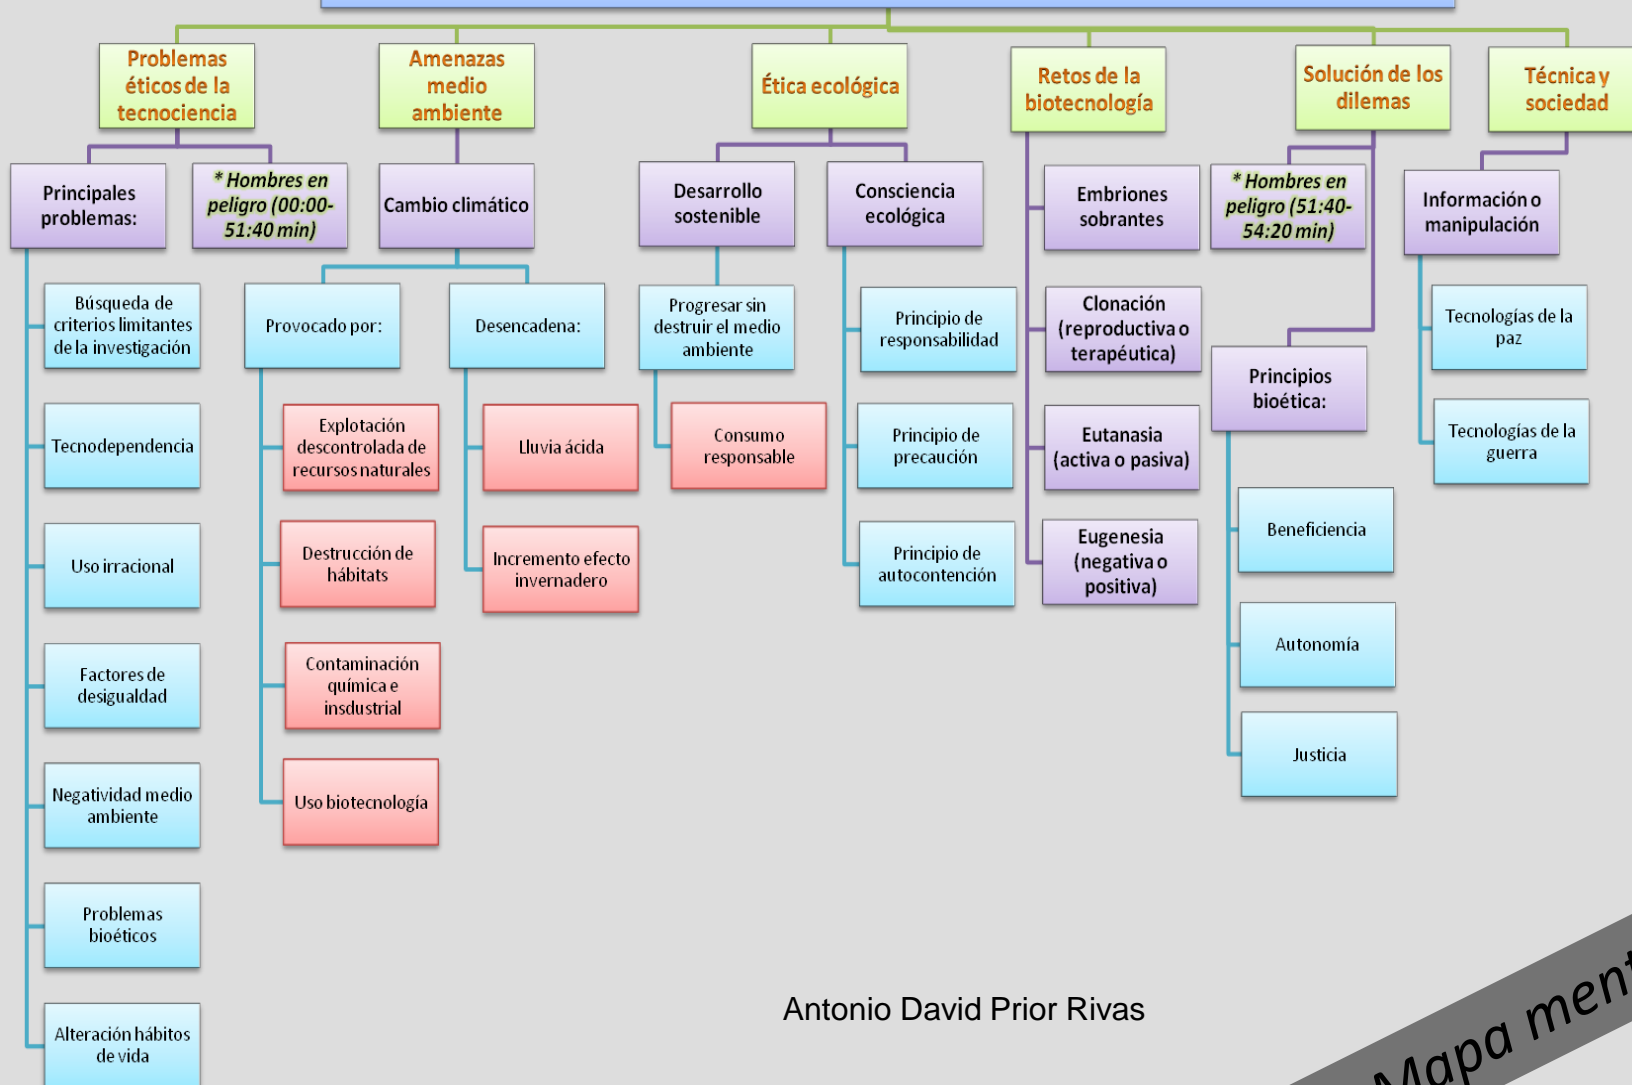 Problemas
éticos de la
tecnociencia
Amenazas
medio
ambiente
Ética ecológica
Retos de la
biotecnología
Solución de los
dilemas
Técnica y
sociedad
Principales
problemas:
* Hombres en
peligro (00:00-
51:40 min)
Cambio climático
Desarrollo
sostenible
Consciencia
ecológica
Embriones
sobrantes
* Hombres en
peligro (51:40-
54:20 min)
Información o
manipulación
Búsqueda de
criterios limitantes
de la investigación
Provocado por:
Desencadena:
Progresar sin
destruir el medio
ambiente
Principio de
responsabilidad
Clonación
(reproductiva o
terapéutica)
Principios
bioética:
Tecnologías de la
paz
Tecnodependencia
Explotación
descontrolada de
recursos naturales
Lluvia ácida
Consumo
responsable
Principio de
precaución
Eutanasia
(activa o pasiva)
Tecnologías de la
guerra
Uso irracional
Destrucción de
hábitats
Incremento efecto
invernadero
Principio de
autocontención
Eugenesia
(negativa o
positiva)
Beneficiencia
Factores de
desigualdad
Contaminación
química e
insdustrial
Autonomía
Negatividad medio
ambiente
Uso biotecnología
Justicia
Problemas
bioéticos
Alteración hábitos
de vida
Antonio David Prior Rivas
Mapa ment